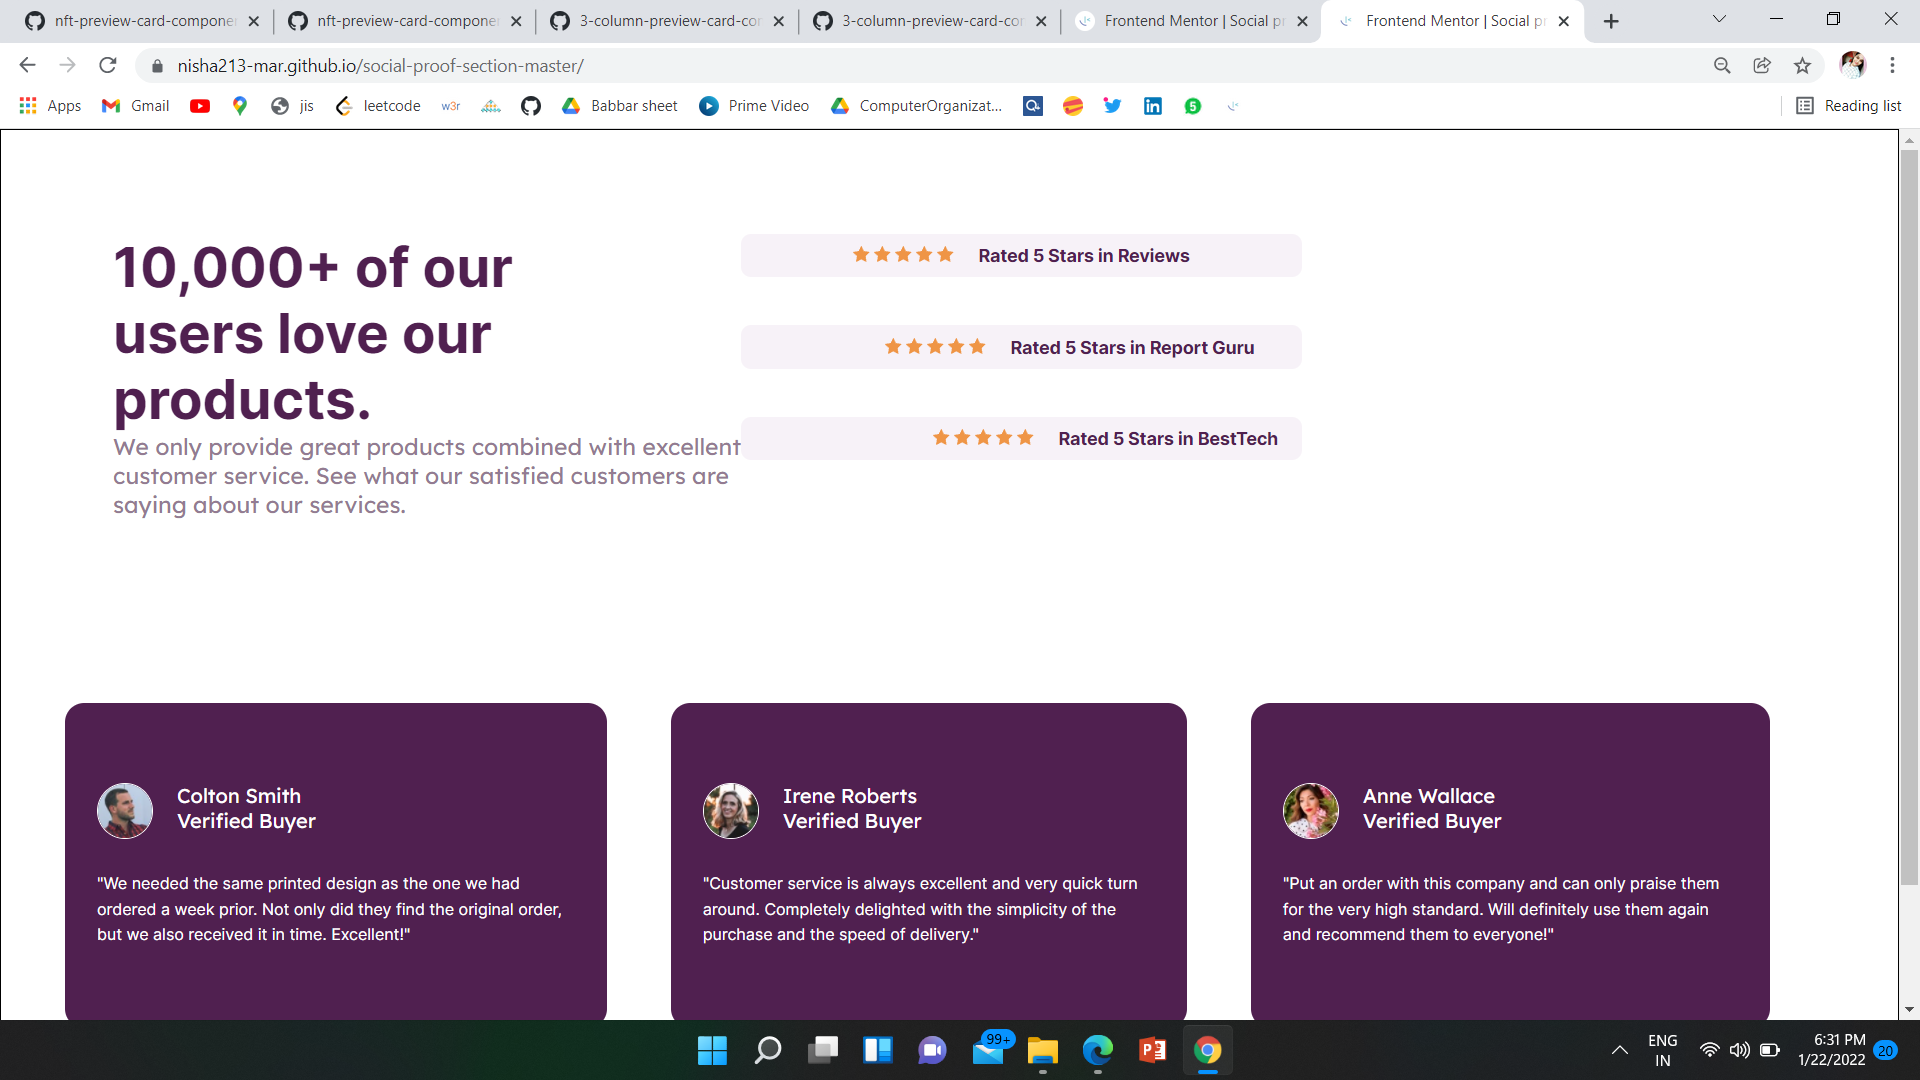 nft-preview-card-componen
nft-preview-card-componen
3-column-preview-card-co
3-column-preview-card-co
Frontend Mentor | Social pr
Frontend Mentor | Social pr
nisha213-mar.github.io/social-proof-section-master/
Apps
Gmail
jis
leetcode
w3r
Babbar sheet
Prime Video
ComputerOrganizat...
5
Reading list
10,000+ of our
users love our
products.
We only provide great products combined with excellent
customer service. See what our satisfied customers are
saying about our services.
Rated 5 Stars in Reviews
Rated 5 Stars in Report Guru
Rated 5 Stars in BestTech
Colton Smith
Verified Buyer
"We needed the same printed design as the one we had
ordered a week prior. Not only did they find the original order,
but we also received it in time. Excellent!"
Irene Roberts
Verified Buyer
"Customer service is always excellent and very quick turn
around. Completely delighted with the simplicity of the
purchase and the speed of delivery."
Anne Wallace
Verified Buyer
"Put an order with this company and can only praise them
for the very high standard. Will definitely use them again
and recommend them to everyone!"
99+
ENG
IN
6:31 PM
1/22/2022
20